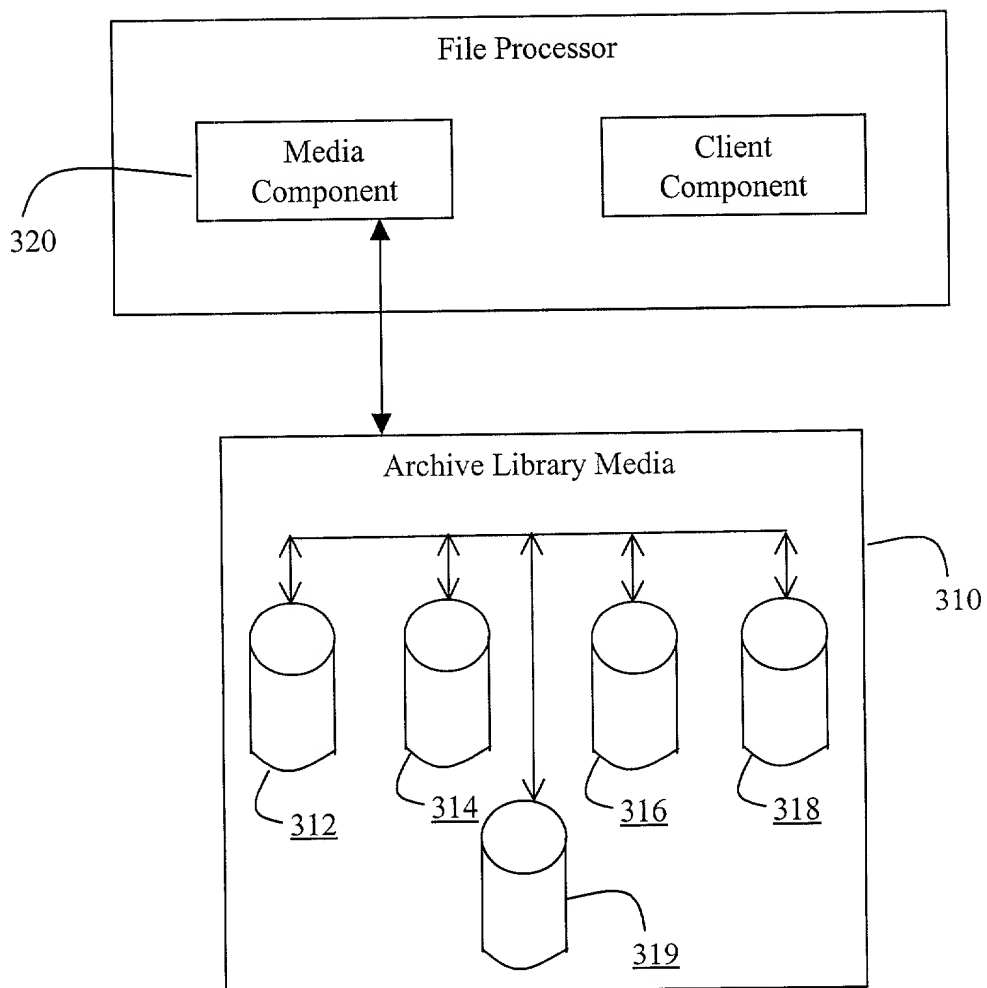 File Processor
Media
Component
Client
Component
320
Archive Library Media
310
312
314
316
318
319